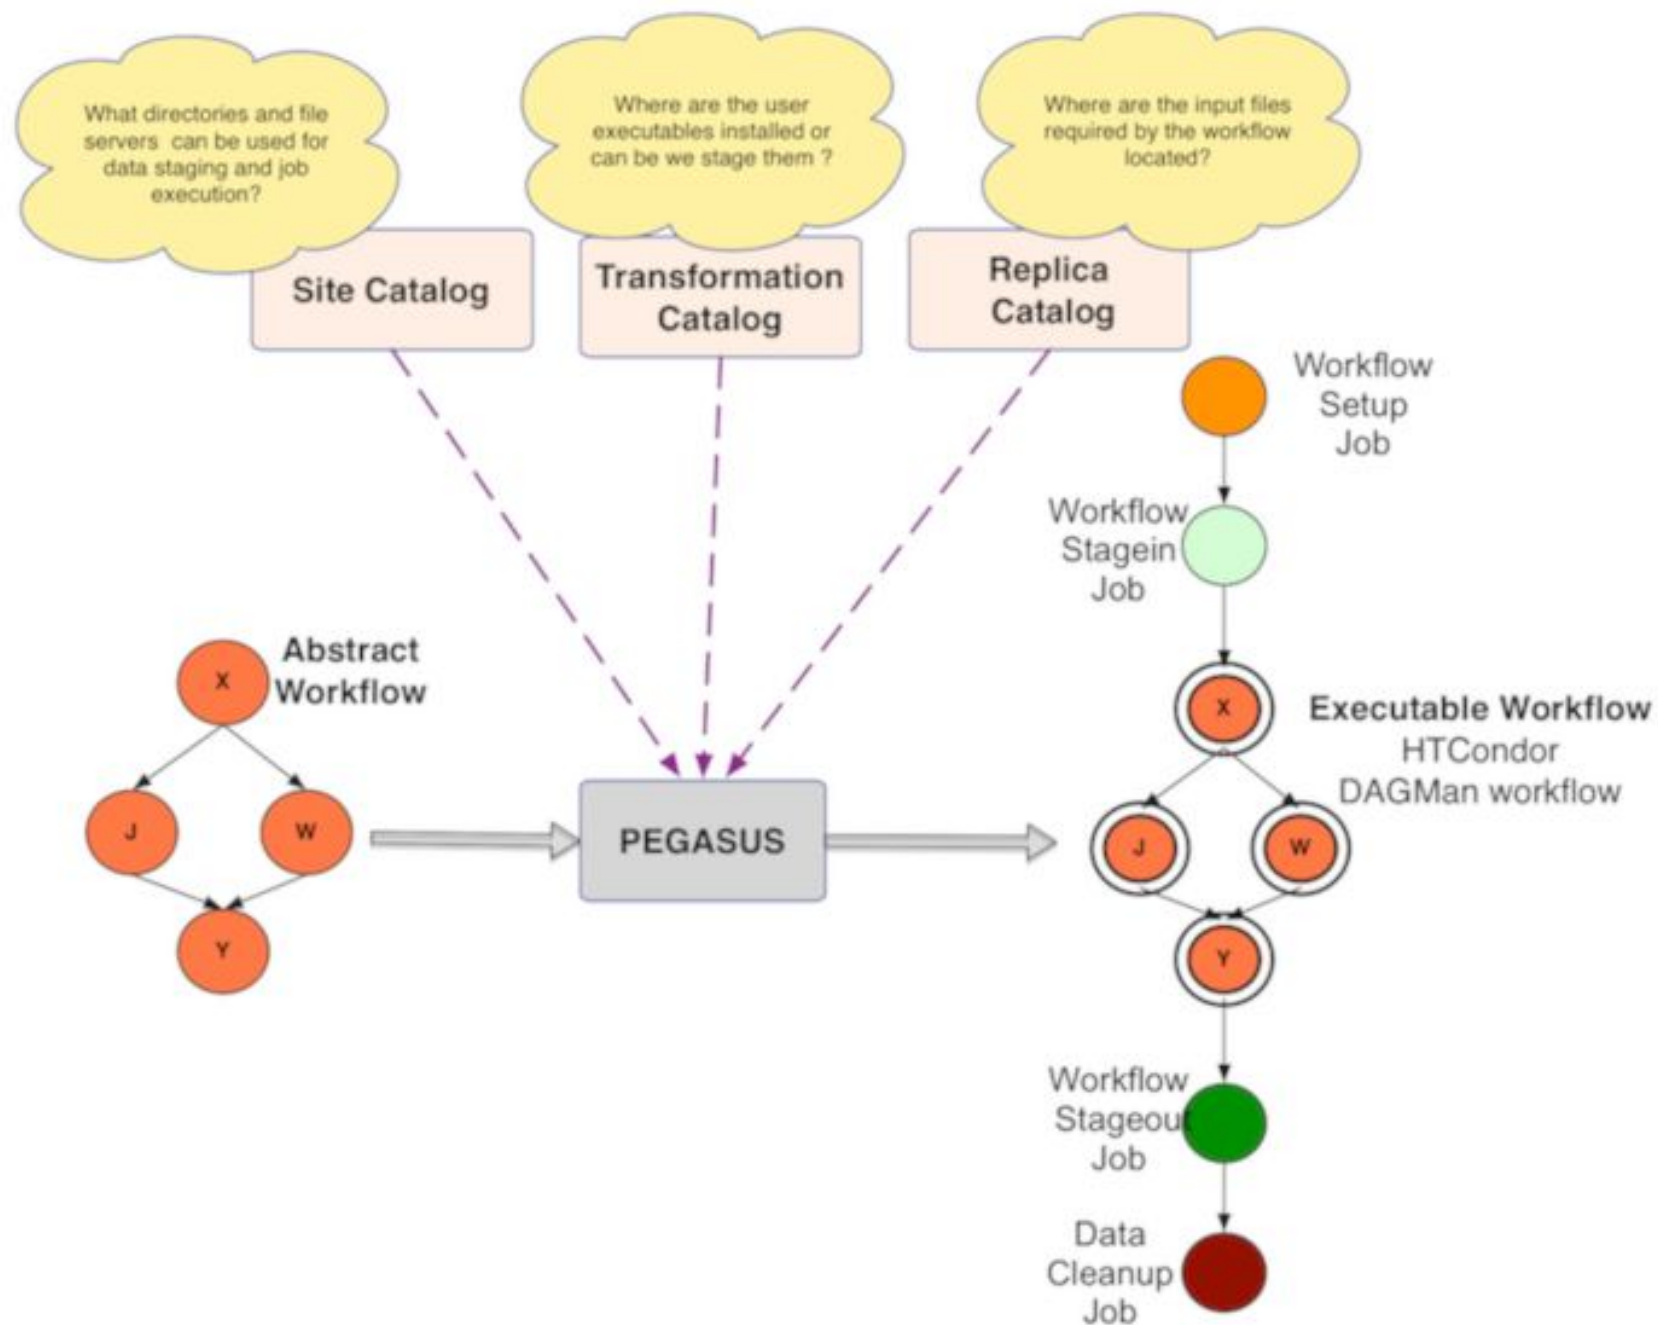 What directories and file
servers can be used for
data staging and job
execution?
Where are the user
executables installed or
can be we stage them ?
Where are the input files
required by the workflow
located?
Site Catalog
Transformation
Catalog
Replica
Catalog
Workflow
Setup
Job
Workflow
Stagein
Job
Abstract
Workflow
X
J
W
Y
PEGASUS
X
J
W
Y
Executable Workflow
HTCondor
DAGMan workflow
Workflow
Stageout
Job
Data
Cleanup
Job